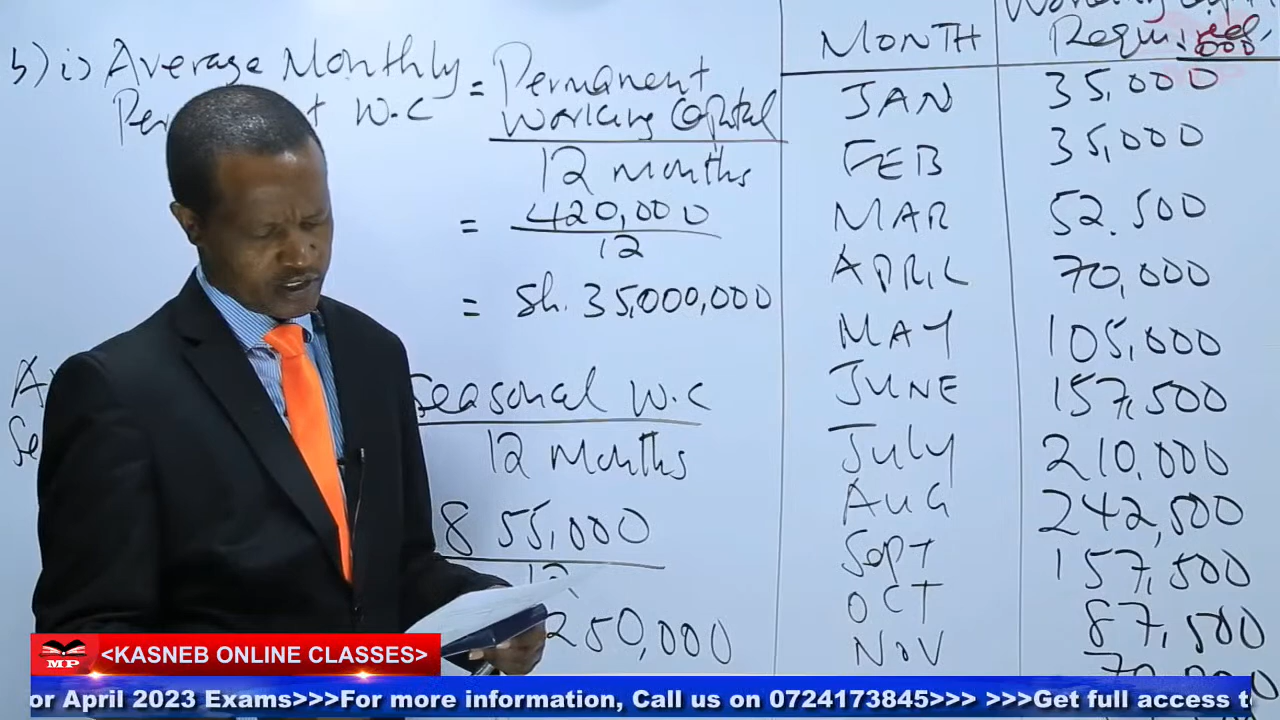 b) i) Average Monthly
W.C
= Permanent
Working Capital
12 months
= 420,000
12
= Sh. 35,000,000
Seasonal W.C
12 Months
855,000
12
250,000
MONTH
Required
000
JAN 35,000
FEB 35,000
MAR 52.500
APRIL 70,000
MAY 105,000
JUNE 157,500
July 210,000
AUG 242,500
Sept 157,500
OCT 87,500
NOV
MP
<KASNEB ONLINE CLASSES>
or April 2023 Exams>>>For more information, Call us on 0724173845>>> >>>Get full access t